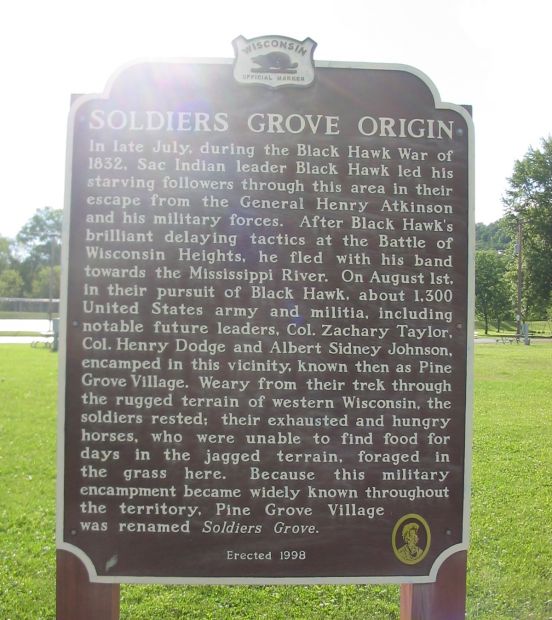 WISCONSIN
OFFICIAL MARKER
SOLDIERS GROVE ORIGIN
In late July, during the Black Hawk War of
1832, Sac Indian leader Black Hawk led his
starving followers through this area in their
escape from the General Henry Atkinson
and his military forces. After Black Hawk's
brilliant delaying tactics at the Battle of
Wisconsin Heights, he fled with his band
towards the Mississippi River. On August 1st,
in their pursuit of Black Hawk, about 1,300
United States army and militia, including
notable future leaders, Col. Zachary Taylor,
Col. Henry Dodge and Albert Sidney Johnson,
encamped in this vicinity, known then as Pine
Grove Village. Weary from their trek through
the rugged terrain of western Wisconsin, the
soldiers rested; their exhausted and hungry
horses, who were unable to find food for
days in the jagged terrain, foraged in
the grass here. Because this military
encampment became widely known throughout
the territory, Pine Grove Village
was renamed Soldiers Grove.
Erected 1998